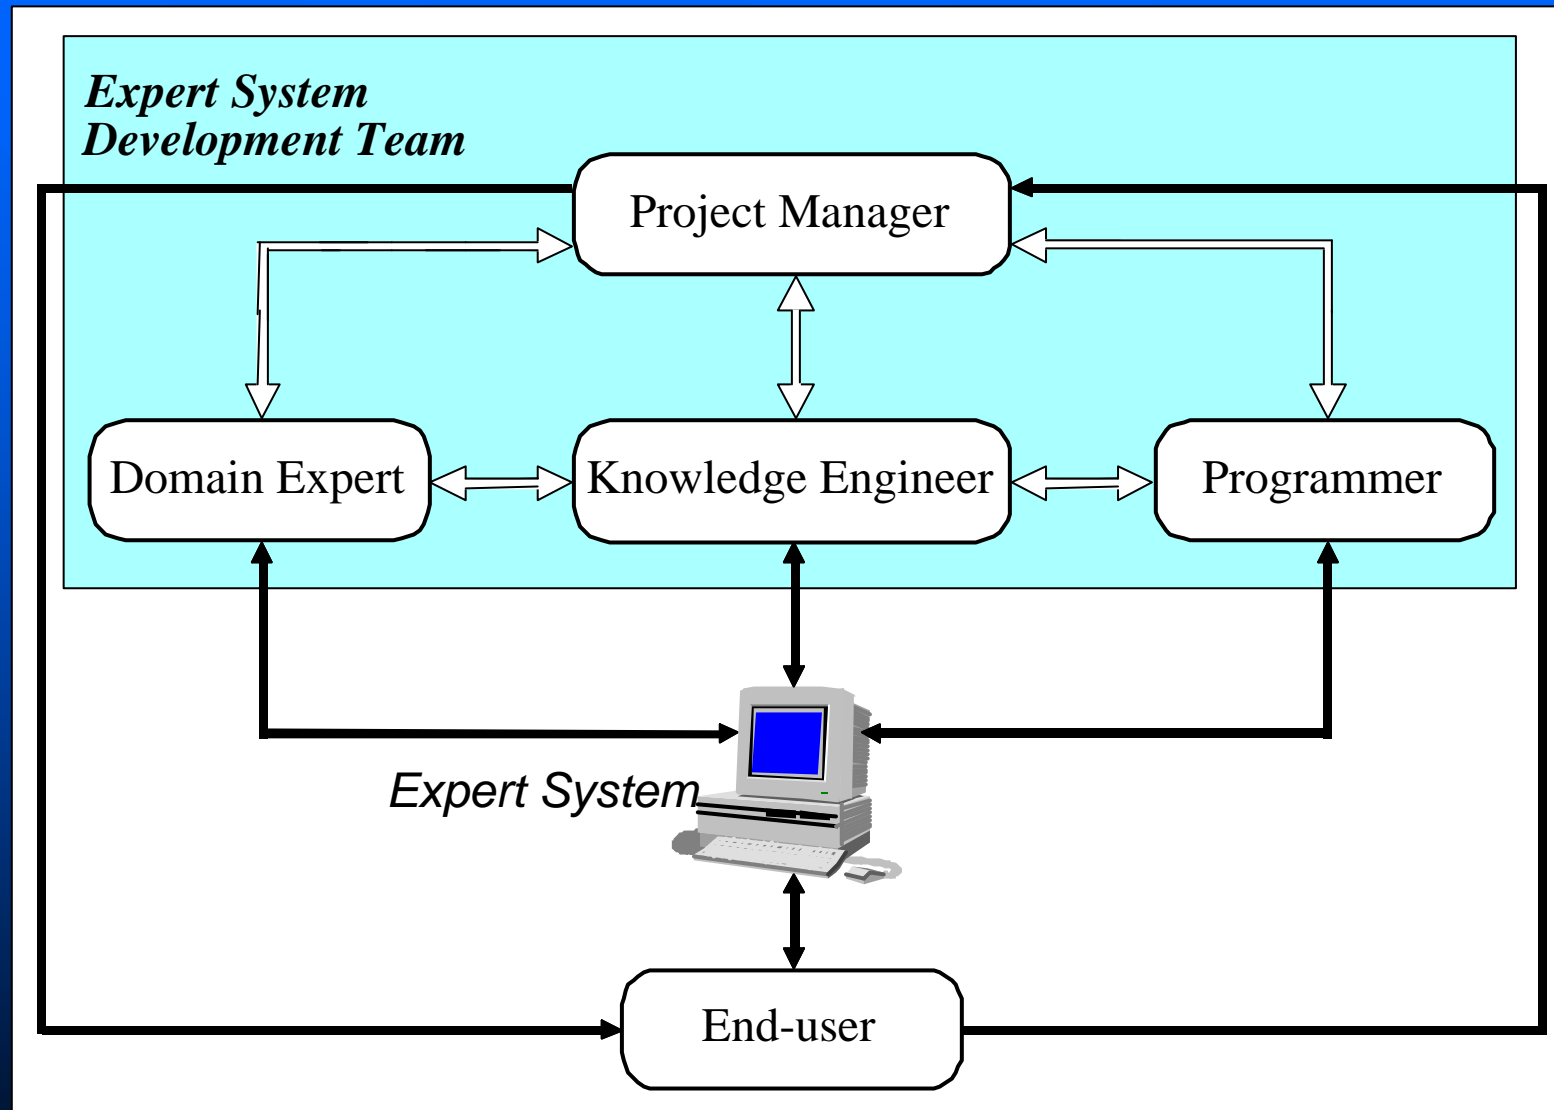 Expert System
Development Team
Project Manager
Domain Expert
Knowledge Engineer
Programmer
Expert System
End-user